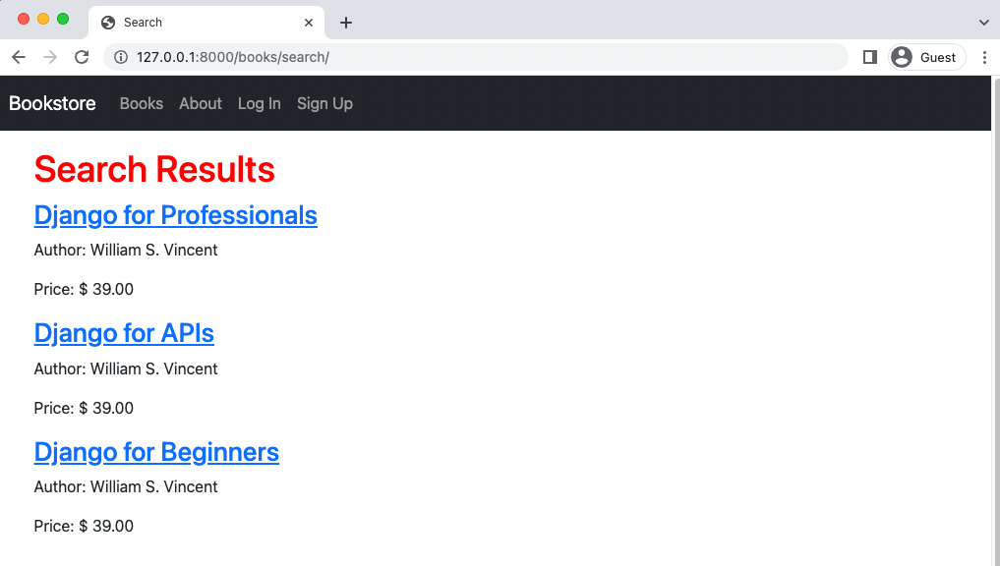 Search
127.0.0.1:8000/books/search/
Guest
Bookstore Books About Log In Sign Up
Search Results
Django for Professionals
Author: William S. Vincent
Price: $ 39.00
Django for APIs
Author: William S. Vincent
Price: $ 39.00
Django for Beginners
Author: William S. Vincent
Price: $ 39.00